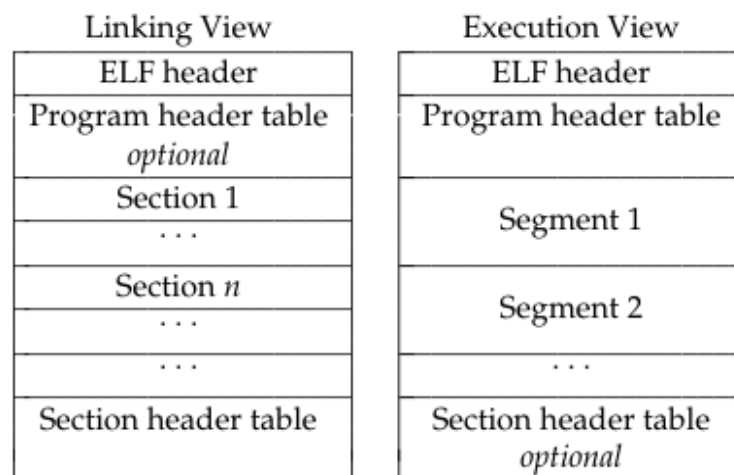 Linking View
ELF header
Program header table
optional
Section 1
. . .
Section n
. . .
. . .
Section header table
Execution View
ELF header
Program header table
Segment 1
Segment 2
. . .
Section header table
optional